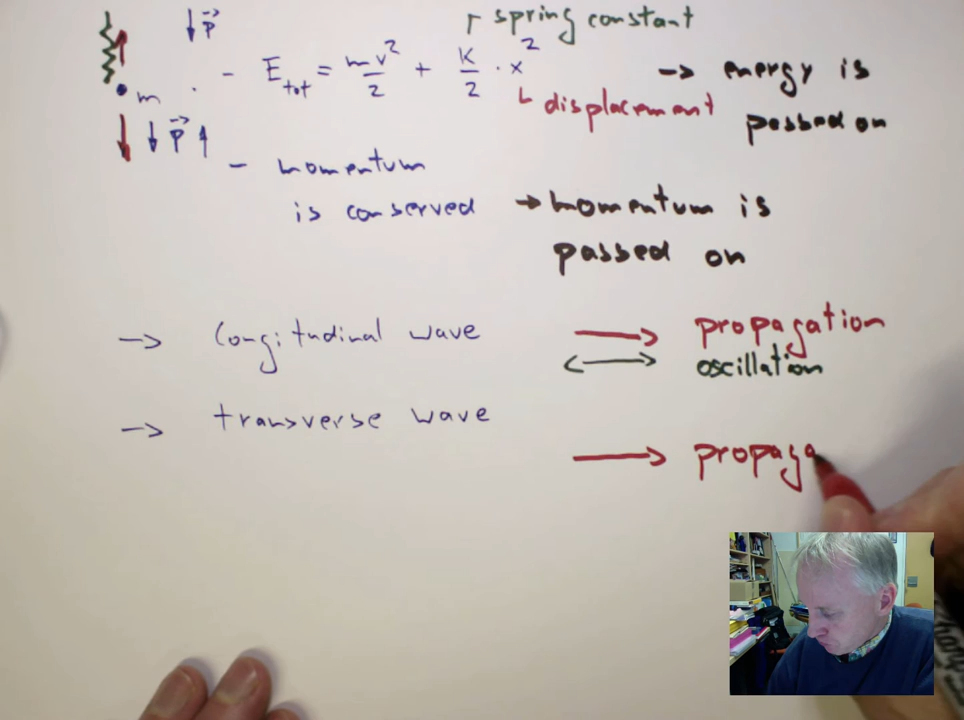 spring constant
p
E tot = mv²/2 + k/2 · x²
-> energy is
m
displacement
passed on
p
- momentum
is conserved
-> momentum is
passed on
-> longitudinal wave
propagation
oscillation
-> transverse wave
propaga